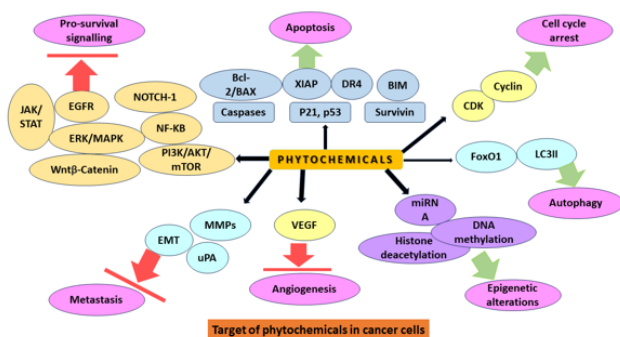 Pro-survival
signalling
Apoptosis
Cell cycle
arrest
JAK/
STAT
EGFR
NOTCH-1
ERK/MAPK
NF-KB
Wntβ-Catenin
PI3K/AKT/
mTOR
Bcl-
2/BAX
XIAP
DR4
BIM
Caspases
P21, p53
Survivin
Cyclin
CDK
PHYTOCHEMICALS
FoxO1
LC3II
Autophagy
MMPs
EMT
uPA
Metastasis
VEGF
Angiogenesis
miRN
A
DNA
methylation
Histone
deacetylation
Epigenetic
alterations
Target of phytochemicals in cancer cells